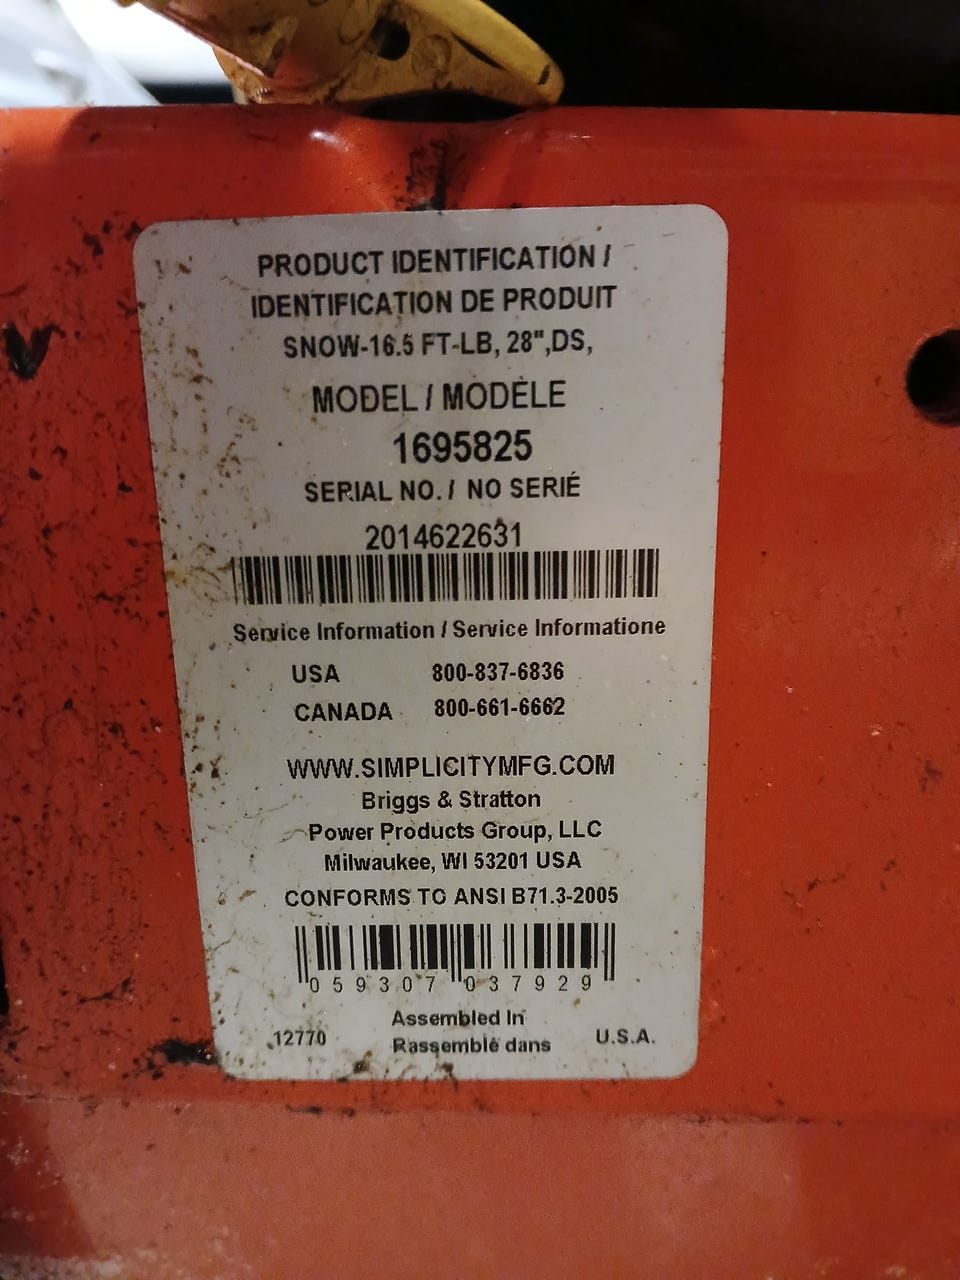 PRODUCT IDENTIFICATION /
IDENTIFICATION DE PRODUIT
SNOW-16.5 FT-LB, 28",DS,
MODEL / MODÈLE
1695825
SERIAL NO. / NO SERIÉ
2014622631
Service Information / Service Informatione
USA 800-837-6836
CANADA 800-661-6662
WWW.SIMPLICITYMFG.COM
Briggs & Stratton
Power Products Group, LLC
Milwaukee, WI 53201 USA
CONFORMS TO ANSI B71.3-2005
0 59307 03792 9
Assembled In
12770 Rassemblé dans U.S.A.